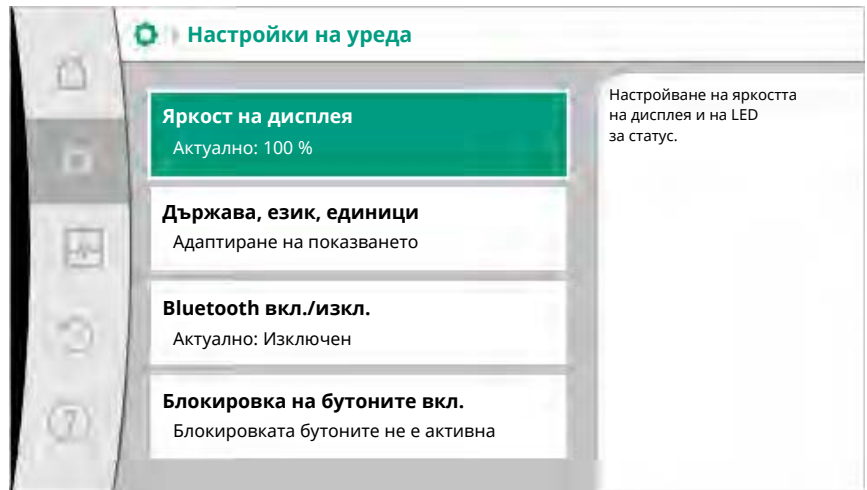 Настройки на уреда
Яркост на дисплея
Актуално: 100 %
Държава, език, единици
Адаптиране на показването
Bluetooth вкл./изкл.
Актуално: Изключен
Блокировка на бутоните вкл.
Блокировката бутоните не е активна
Настройване на яркостта
на дисплея и на LED
за статус.